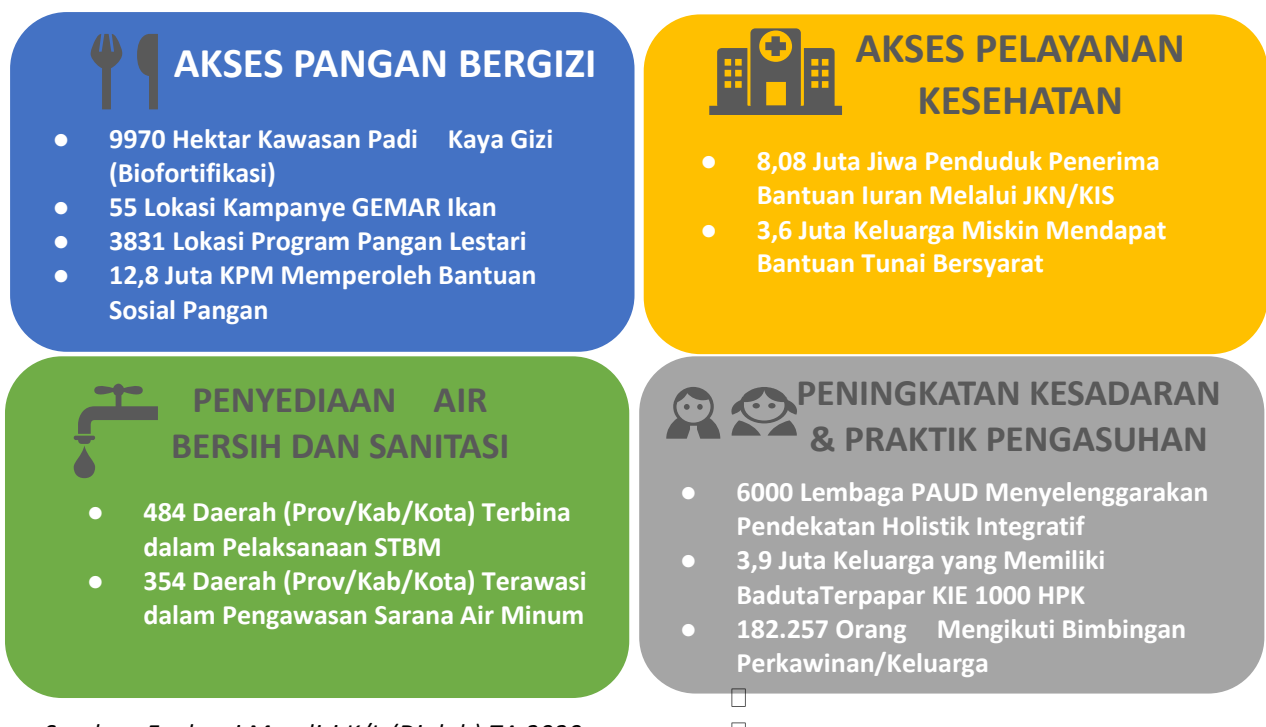 AKSES PANGAN BERGIZI
● 9970 Hektar Kawasan Padi Kaya Gizi
(Biofortifikasi)
● 55 Lokasi Kampanye GEMAR Ikan
● 3831 Lokasi Program Pangan Lestari
● 12,8 Juta KPM Memperoleh Bantuan
Sosial Pangan
AKSES PELAYANAN
KESEHATAN
● 8,08 Juta Jiwa Penduduk Penerima
Bantuan Iuran Melalui JKN/KIS
● 3,6 Juta Keluarga Miskin Mendapat
Bantuan Tunai Bersyarat
PENYEDIAAN AIR
BERSIH DAN SANITASI
● 484 Daerah (Prov/Kab/Kota) Terbina
dalam Pelaksanaan STBM
● 354 Daerah (Prov/Kab/Kota) Terawasi
dalam Pengawasan Sarana Air Minum
PENINGKATAN KESADARAN
& PRAKTIK PENGASUHAN
● 6000 Lembaga PAUD Menyelenggarakan
Pendekatan Holistik Integratif
● 3,9 Juta Keluarga yang Memiliki
BadutaTerpapar KIE 1000 HPK
● 182.257 Orang Mengikuti Bimbingan
Perkawinan/Keluarga